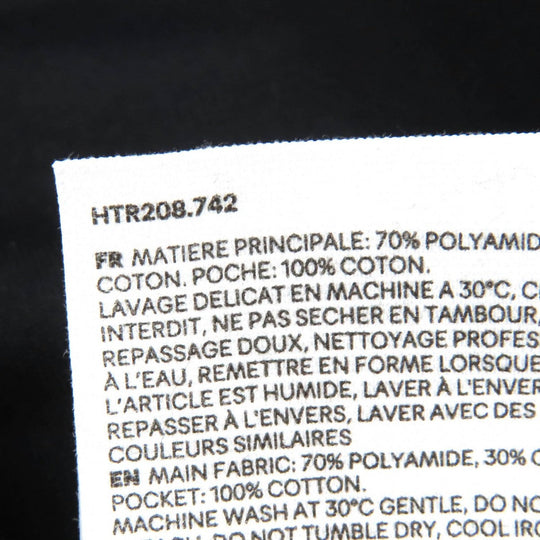 HTR208.742
FR MATIERE PRINCIPALE: 70% POLYAMID
COTON. POCHE: 100% COTON.
LAVAGE DELICAT EN MACHINE A 30°C,
INTERDIT, NE PAS SECHER EN TAMBOUR,
REPASSAGE DOUX, NETTOYAGE PROFES
À L'EAU, REMETTRE EN FORME LORSQUE
L'ARTICLE EST HUMIDE, LAVER À L'ENVER
REPASSER À L'ENVERS, LAVER AVEC DES
COULEURS SIMILAIRES
EN MAIN FABRIC: 70% POLYAMIDE, 30% C
POCKET: 100% COTTON.
MACHINE WASH AT 30°C GENTLE, DO NO
DO NOT TUMBLE DRY, COOL IRO